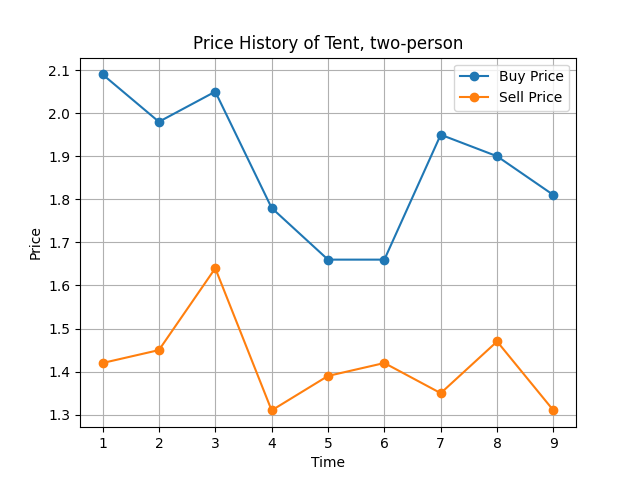 Price History of Tent, two-person
Buy Price
Sell Price
2.1
2.0
1.9
1.8
1.7
1.6
1.5
1.4
1.3
Price
1 2 3 4 5 6 7 8 9
Time